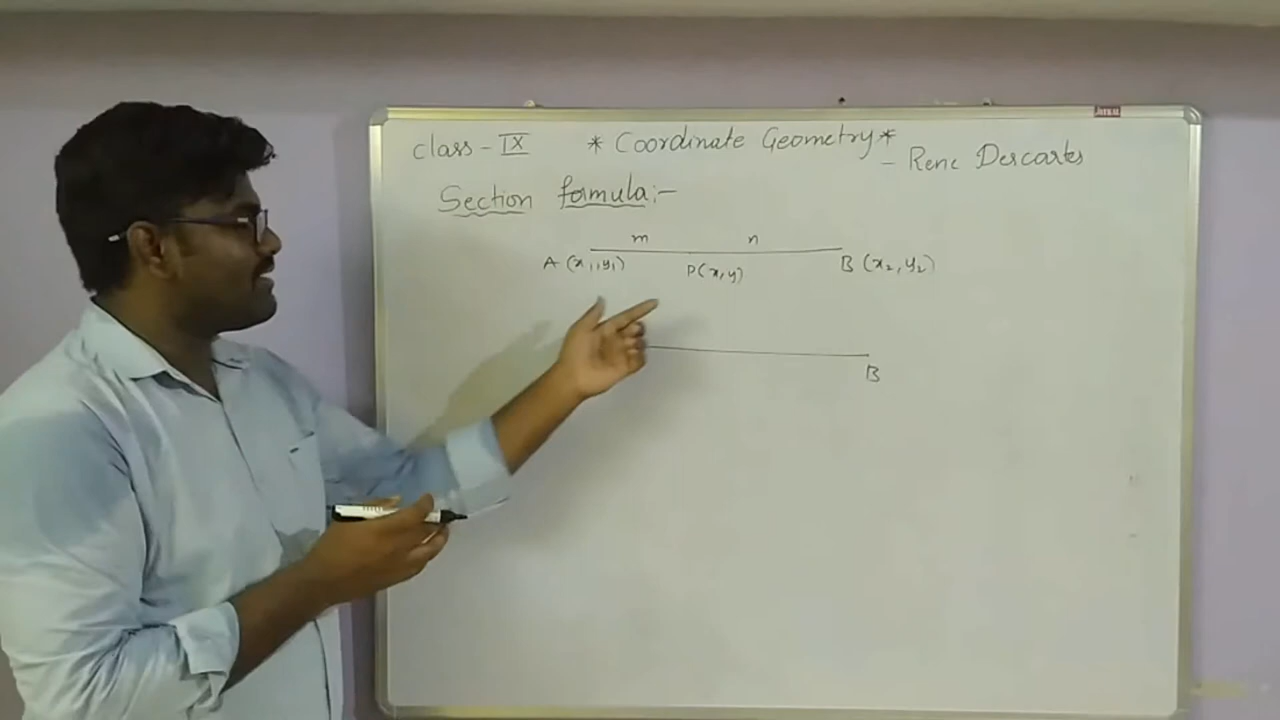 class - IX * Coordinate Geometry *
- Rene Descartes
Section formula:-
m n
A (x1, y1) P(x, y) B (x2, y2)
B